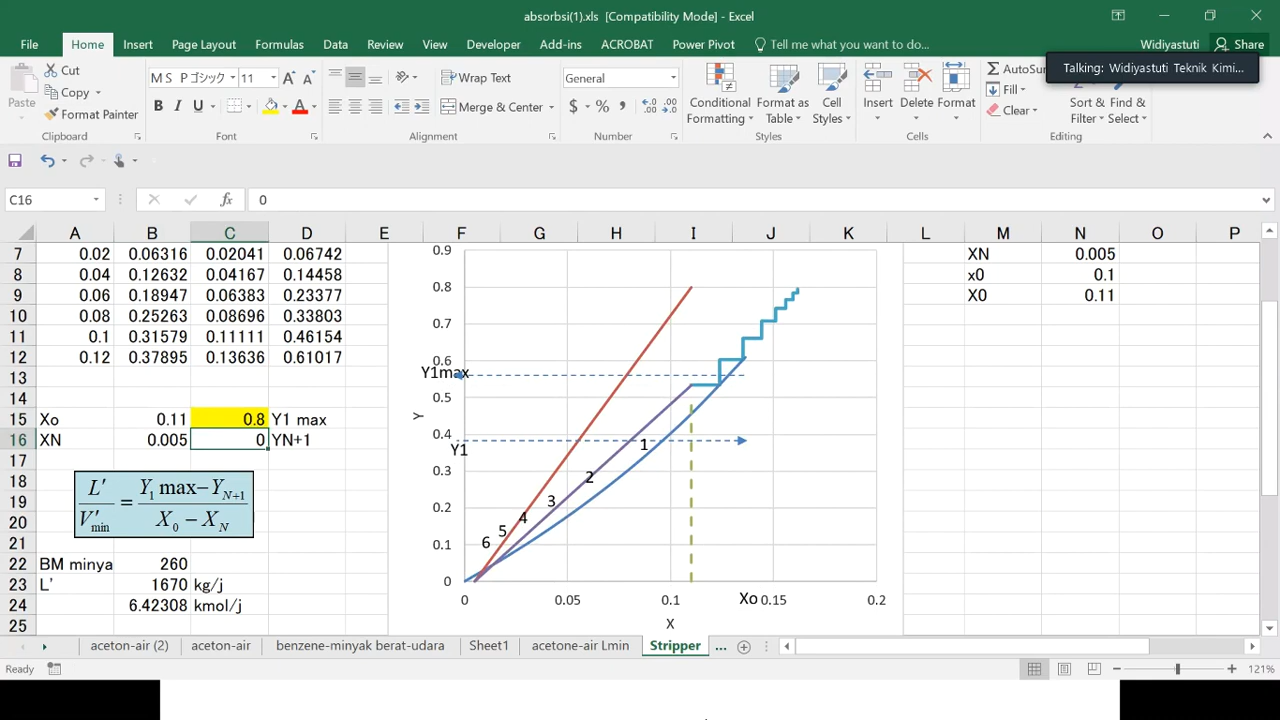 absorbsi(1).xls [Compatibility Mode] - Excel
File Home Insert Page Layout Formulas Data Review View Developer Add-ins ACROBAT Power Pivot Tell me what you want to do... Widiyastuti Share
Talking: Widiyastuti Teknik Kimi...
Paste Cut Copy Format Painter
Clipboard
MS Pゴシック 11 A A
B I U A
Font
Wrap Text
Merge & Center
Alignment
General
$ % , .00 .0
Number
Conditional Formatting Format as Table Cell Styles
Styles
Insert Delete Format
Cells
AutoSum
Fill
Clear
Sort & Filter Find & Select
Editing
C16 fx 0
A B C D E F G H I J K L M N O P
7 0.02 0.06316 0.02041 0.06742 XN 0.005
8 0.04 0.12632 0.04167 0.14458 x0 0.1
9 0.06 0.18947 0.06383 0.23377 X0 0.11
10 0.08 0.25263 0.08696 0.33803
11 0.1 0.31579 0.11111 0.46154
12 0.12 0.37895 0.13636 0.61017
13
14
15 Xo 0.11 0.8 Y1 max
16 XN 0.005 0 YN+1
17
18
19
20
21
L' / V'min = Y1 max− YN+1 / X0 − XN
22 BM minya 260
23 L' 1670 kg/j
24 6.42308 kmol/j
25
0.9
0.8
0.7
0.6
Y1max
0.5
Y
0.4
Y1
0.3
0.2
0.1
0
1
2
3
4
5
6
0 0.05 0.1 Xo 0.15 0.2
X
aceton-air (2) aceton-air benzene-minyak berat-udara Sheet1 acetone-air Lmin Stripper ...
Ready 121%